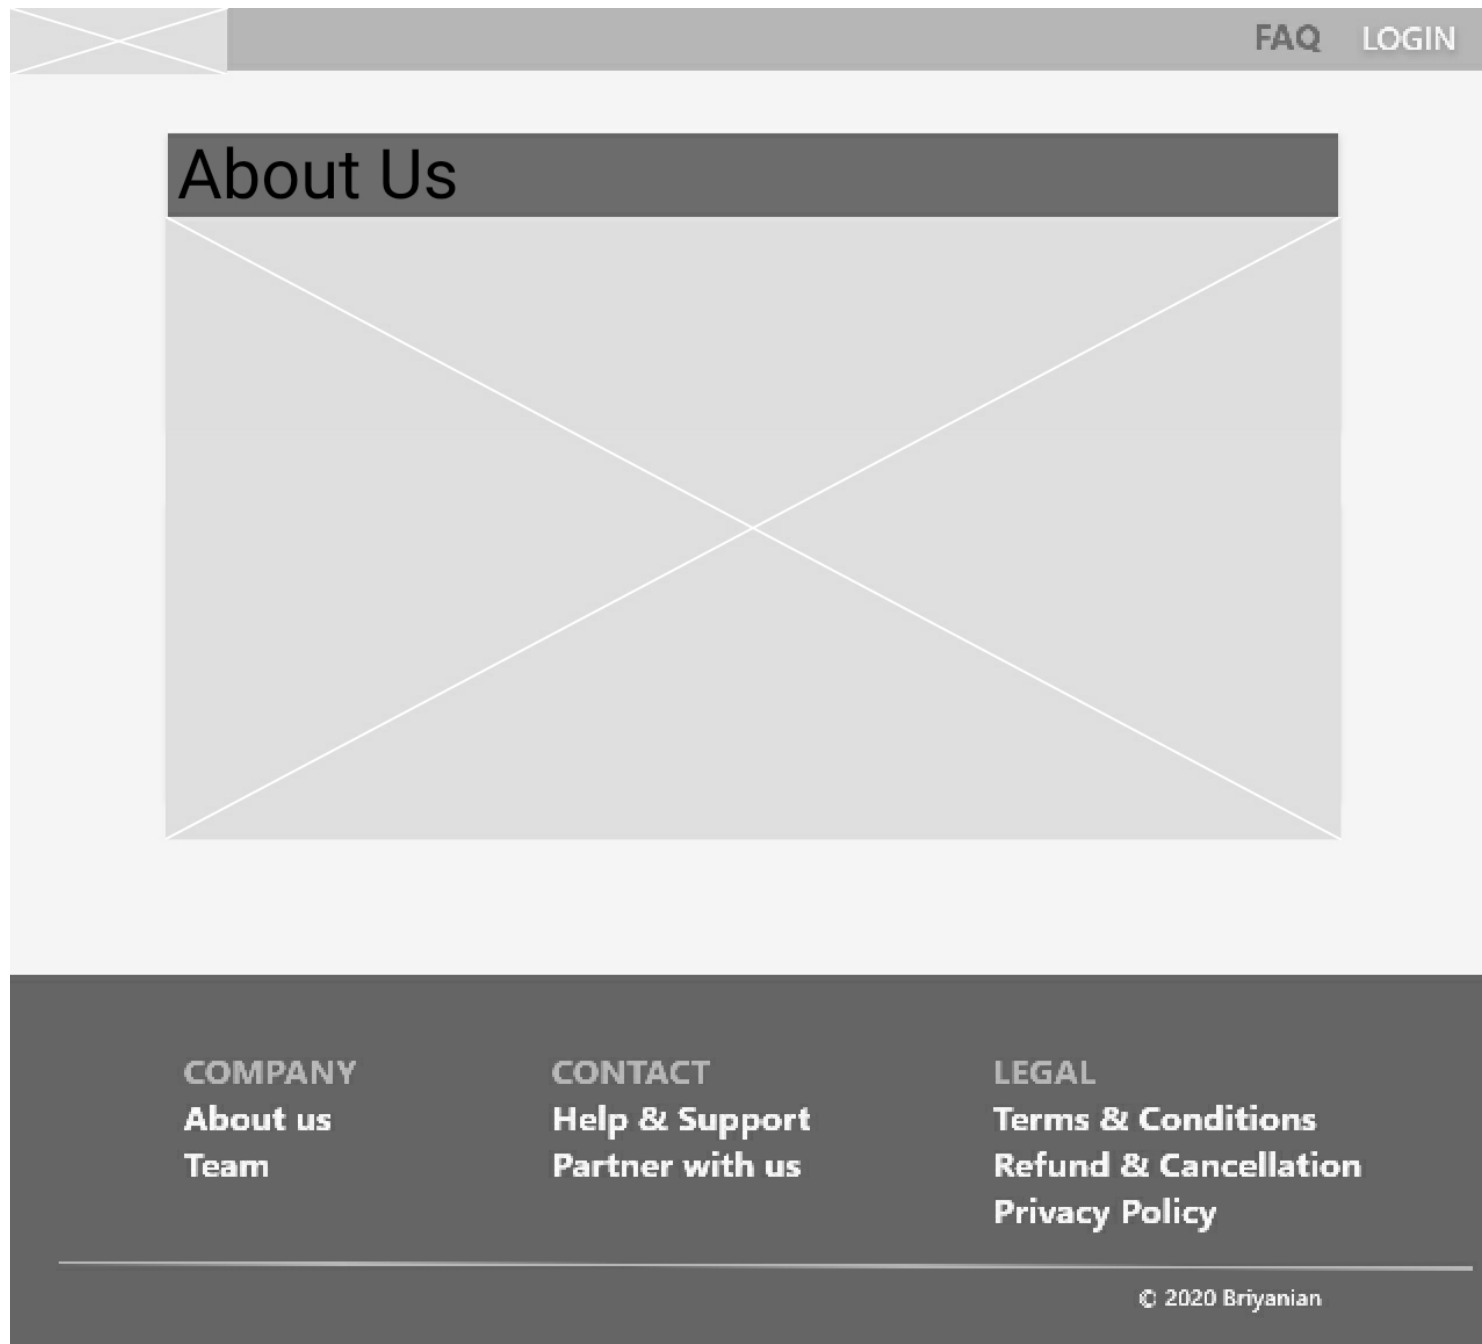 FAQ LOGIN
About Us
COMPANY
About us
Team
CONTACT
Help & Support
Partner with us
LEGAL
Terms & Conditions
Refund & Cancellation
Privacy Policy
© 2020 Briyanian